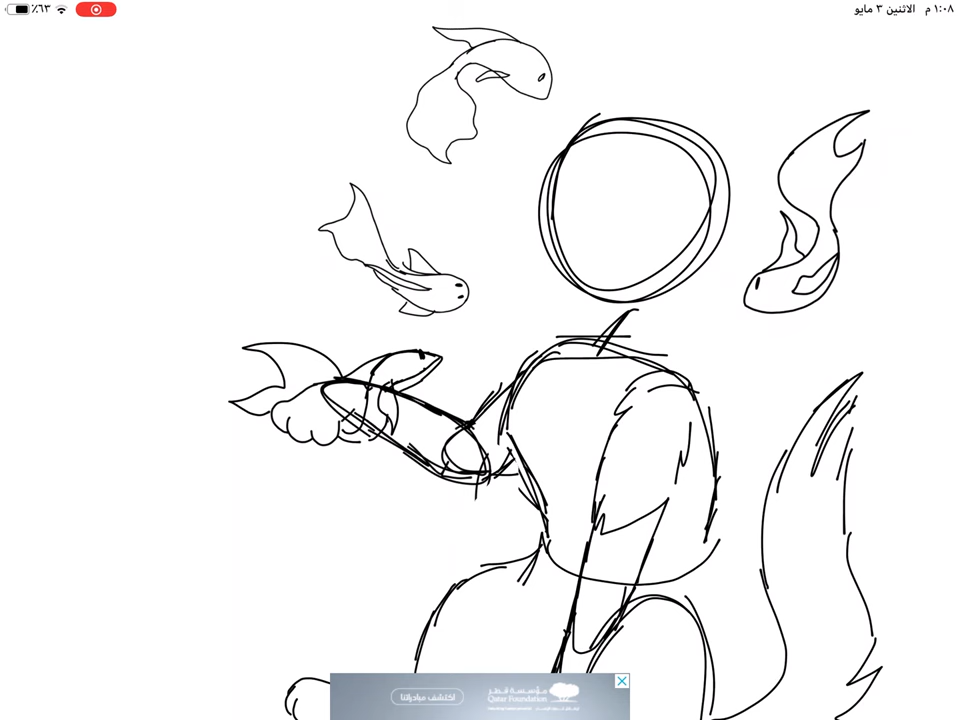 ١:٠٨ م الاثنين ٣ مايو
٪٦٣
اكتشف مبادراتنا
مؤسسة قطر
Qatar Foundation